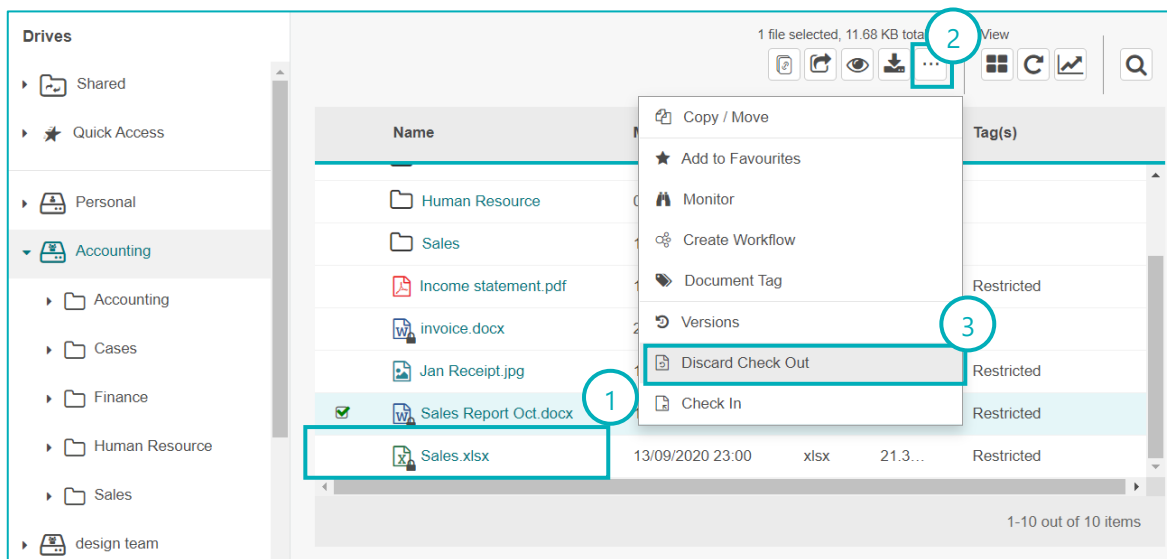 Drives
Shared
Quick Access
Personal
Accounting
Accounting
Cases
Finance
Human Resource
Sales
design team
1 file selected, 11.68 KB total
View
2
Name
Tag(s)
Human Resource
Sales
Income statement.pdf
Restricted
invoice.docx
Jan Receipt.jpg
Restricted
1
Sales Report Oct.docx
Restricted
Sales.xlsx 13/09/2020 23:00 xlsx 21.3... Restricted
Copy / Move
Add to Favourites
Monitor
Create Workflow
Document Tag
Versions
3
Discard Check Out
Check In
1-10 out of 10 items